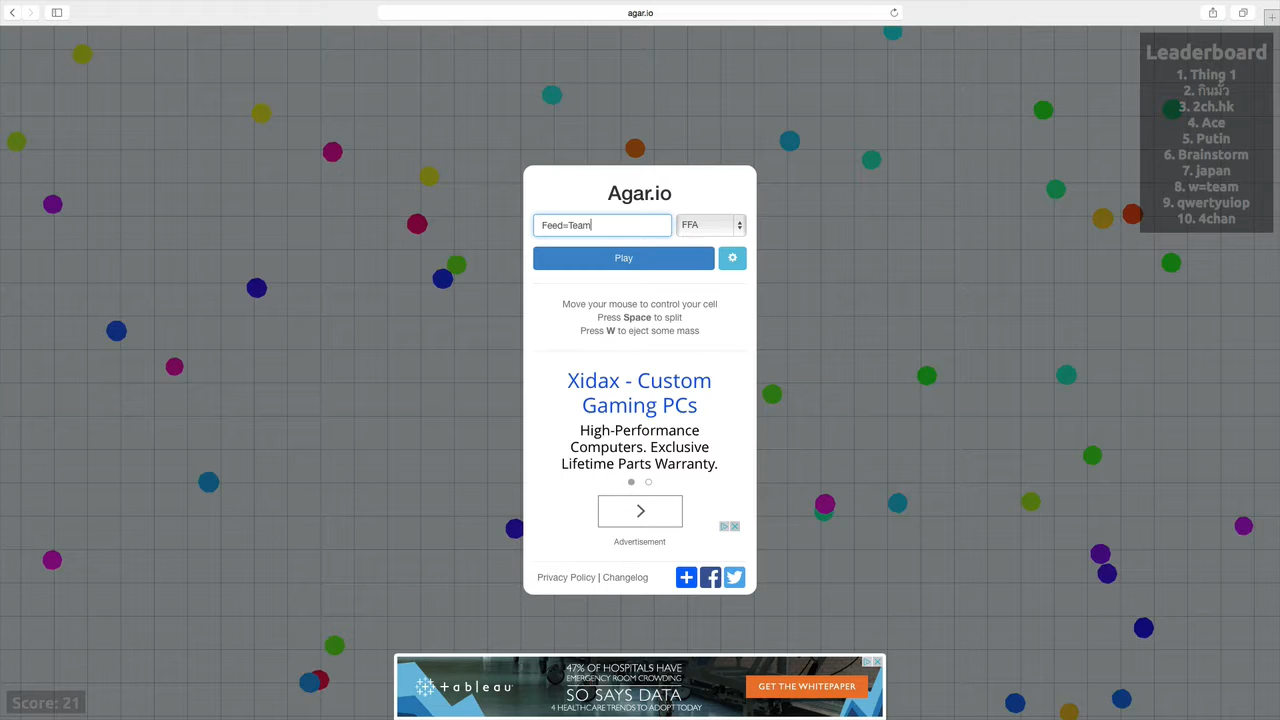 agar.io
Leaderboard
1. Thing 1
2. กินมั่ว
3. 2ch.hk
4. Ace
5. Putin
6. Brainstorm
7. japan
8. w=team
9. qwertyuiop
10. 4chan
Agar.io
Feed=Team
FFA
Play
Move your mouse to control your cell
Press Space to split
Press W to eject some mass
Xidax - Custom
Gaming PCs
High-Performance
Computers. Exclusive
Lifetime Parts Warranty.
Advertisement
Privacy Policy | Changelog
+ableau
47% OF HOSPITALS HAVE
EMERGENCY ROOM CROWDING
SO SAYS DATA
4 HEALTHCARE TRENDS TO ADOPT TODAY
GET THE WHITEPAPER
Score: 21